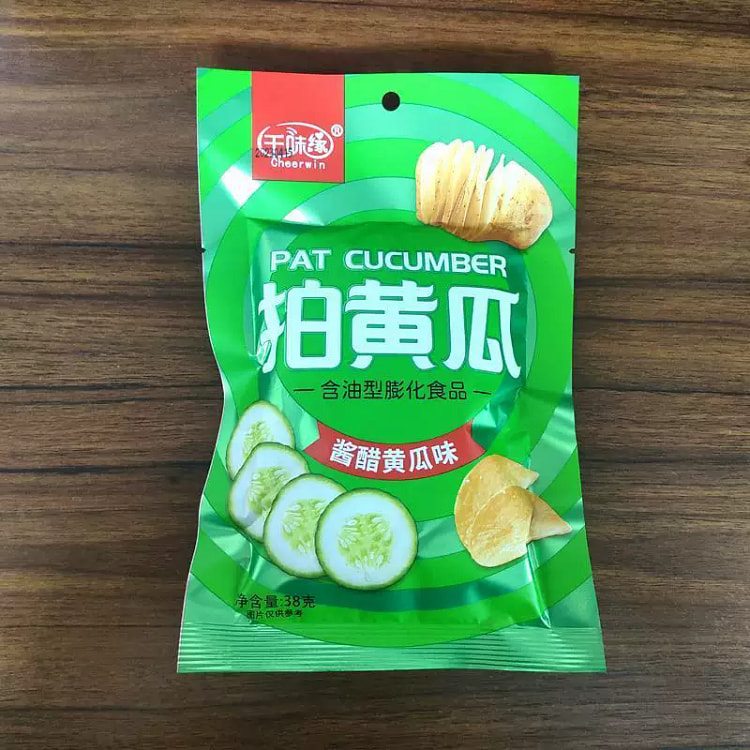 千味缘®
Cheerwin
PAT CUCUMBER
拍黄瓜
含油型膨化食品
酱醋黄瓜味
净含量:38克
图片仅供参考